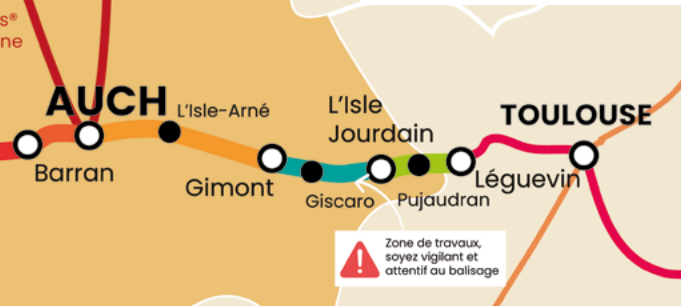 s®
ne
AUCH
L'Isle-Arné
L'Isle
Jourdain
TOULOUSE
Barran
Gimont
Giscaro
Pujaudran
Léguevin
Zone de travaux,
soyez vigilant et
attentif au balisage